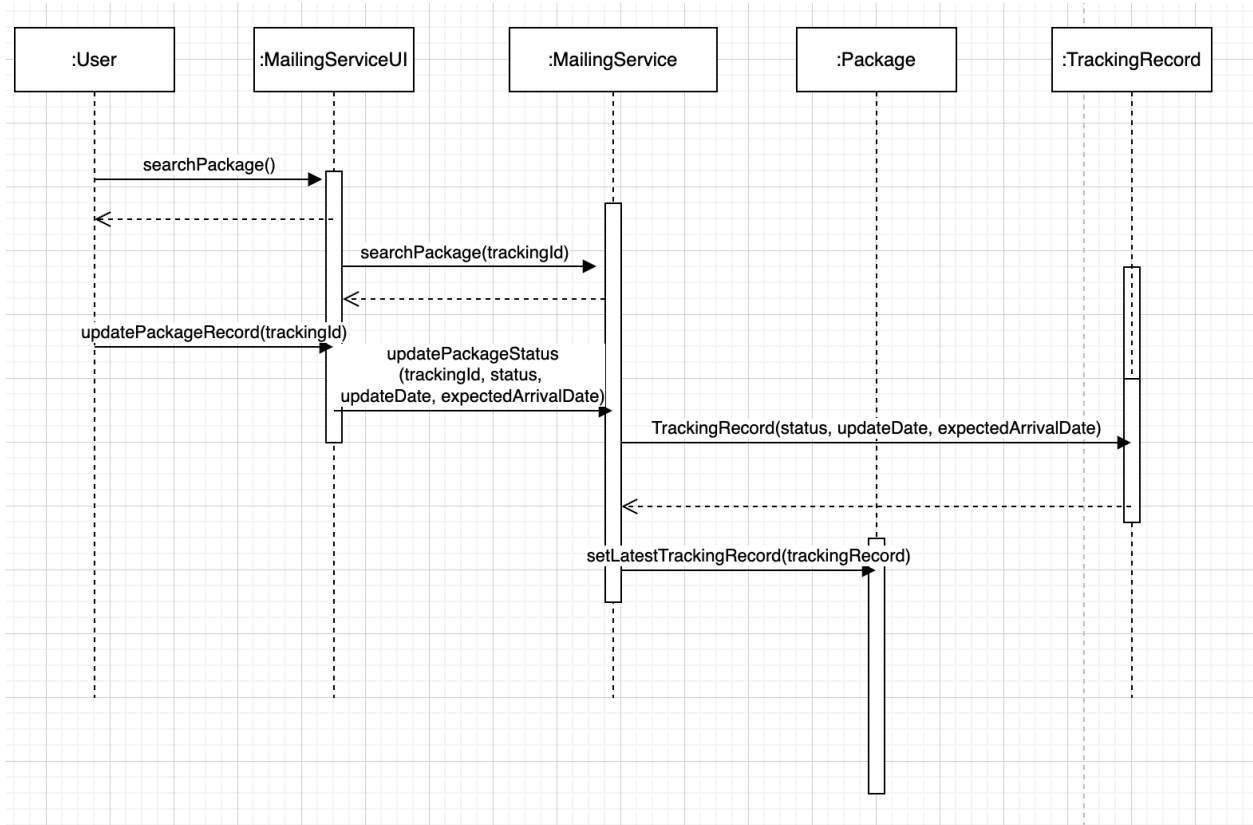 :User
:MailingServiceUI
:MailingService
:Package
:TrackingRecord
searchPackage()
searchPackage(trackingId)
updatePackageRecord(trackingId)
updatePackageStatus
(trackingId, status,
updateDate, expectedArrivalDate)
TrackingRecord(status, updateDate, expectedArrivalDate)
setLatestTrackingRecord(trackingRecord)